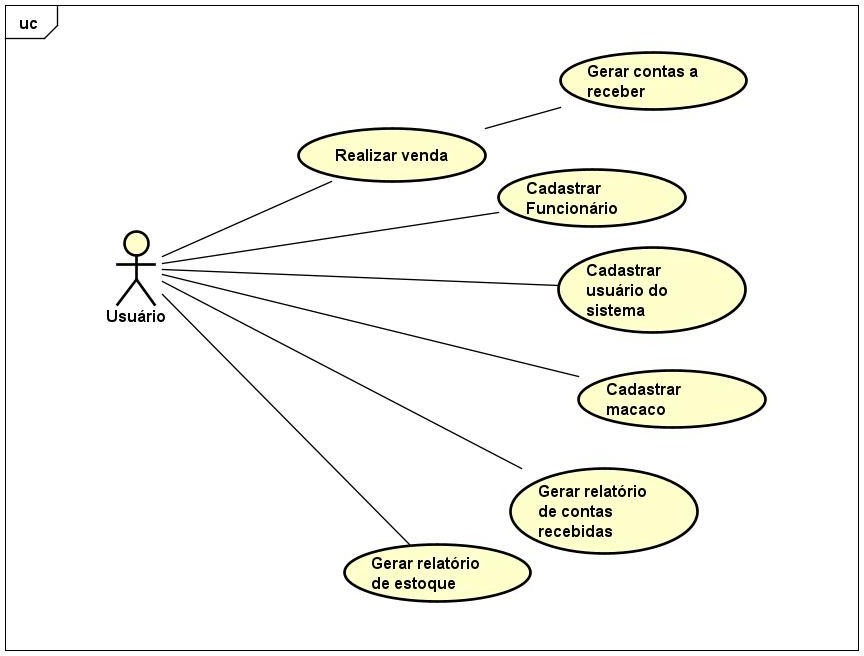 uc
Gerar contas a
receber
Realizar venda
Cadastrar
Funcionário
Cadastrar
usuário do
sistema
Usuário
Cadastrar
macaco
Gerar relatório
de contas
recebidas
Gerar relatório
de estoque